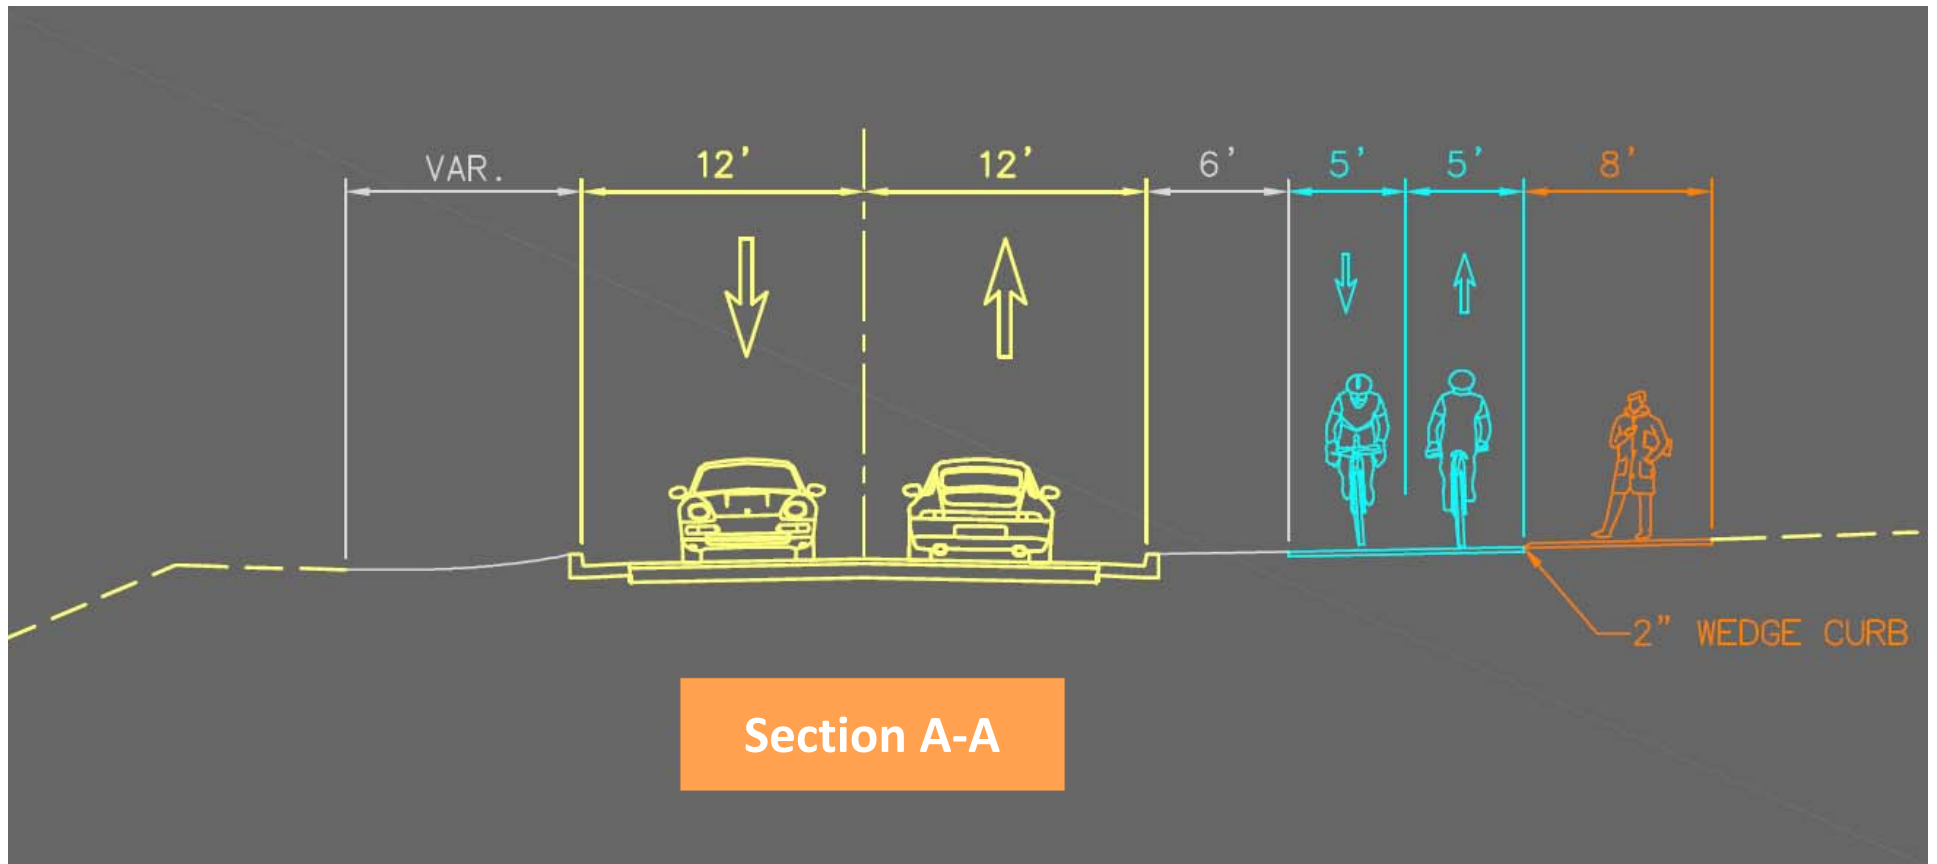 VAR. 12' 12' 6' 5' 5' 8'
2" WEDGE CURB
Section A-A